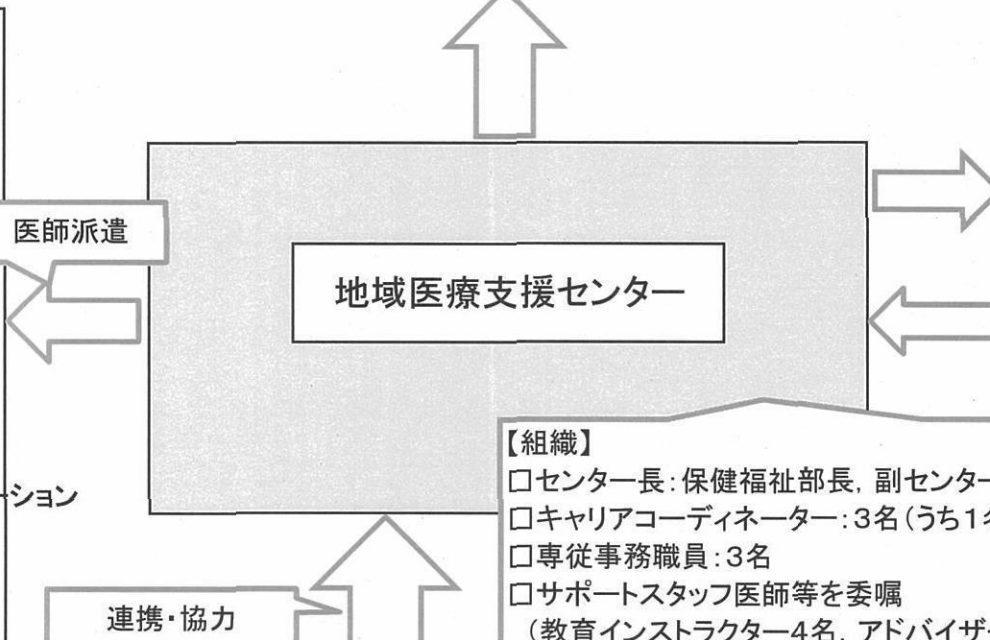 医師派遣
地域医療支援センター
【組織】
□センター長:保健福祉部長, 副センター
ション
□キャリアコーディネーター:3名(うち1名
□専従事務職員:3名
□サポートスタッフ医師等を委嘱
連携・協力
(教育インストラクター4名, アドバイザー